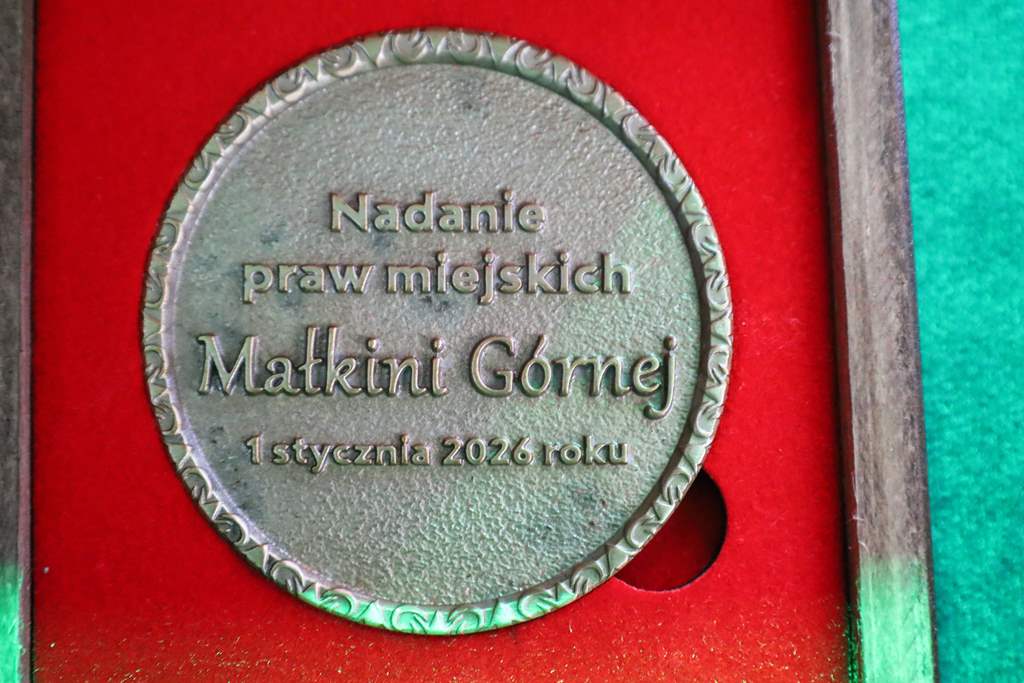 Nadanie
praw miejskich
Małkini Górnej
1 stycznia 2026 roku